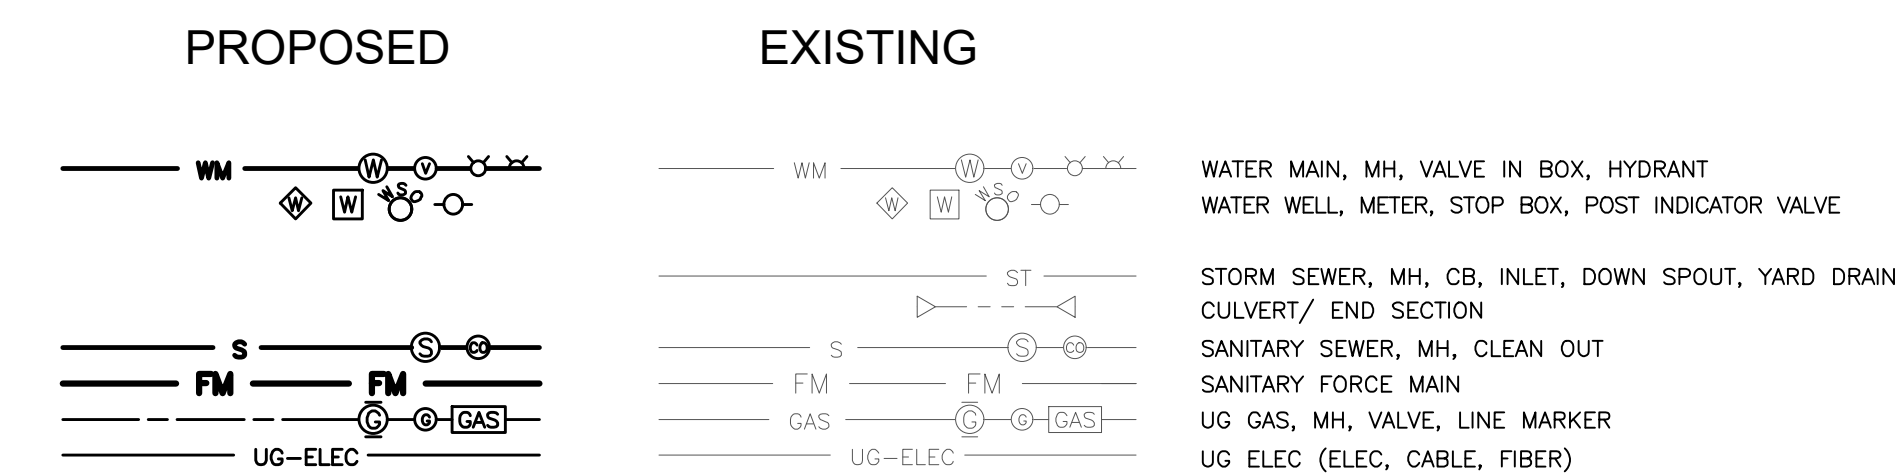 PROPOSED EXISTING
WM W V WM W V WATER MAIN, MH, VALVE IN BOX, HYDRANT
W W WSO W W WSO WATER WELL, METER, STOP BOX, POST INDICATOR VALVE
ST STORM SEWER, MH, CB, INLET, DOWN SPOUT, YARD DRAIN
CULVERT/ END SECTION
S S CO S S CO SANITARY SEWER, MH, CLEAN OUT
FM FM FM FM SANITARY FORCE MAIN
G G GAS GAS G G GAS UG GAS, MH, VALVE, LINE MARKER
UG-ELEC UG-ELEC UG ELEC (ELEC, CABLE, FIBER)